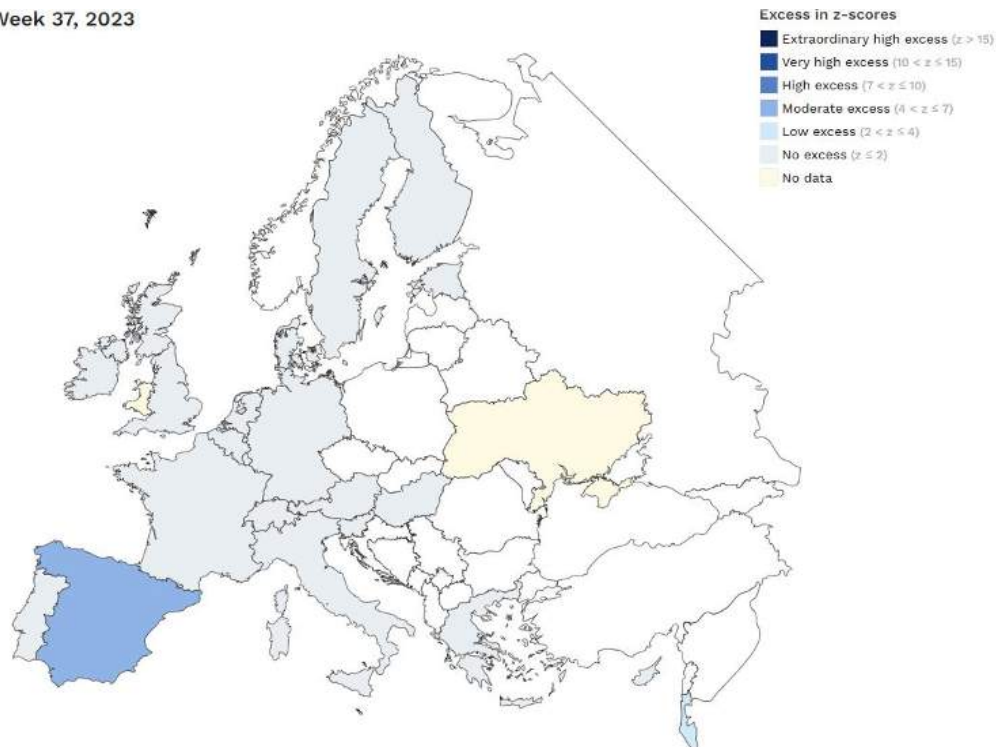 Week 37, 2023
Excess in z-scores
Extraordinary high excess (z > 15)
Very high excess (10 < z ≤ 15)
High excess (7 < z ≤ 10)
Moderate excess (4 < z ≤ 7)
Low excess (2 < z ≤ 4)
No excess (z ≤ 2)
No data